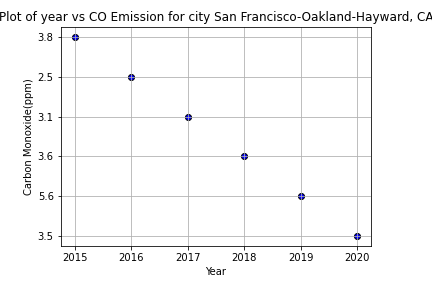 Plot of year vs CO Emission for city San Francisco-Oakland-Hayward, CA
Carbon Monoxide(ppm)
3.8
2.5
3.1
3.6
5.6
3.5
2015 2016 2017 2018 2019 2020
Year